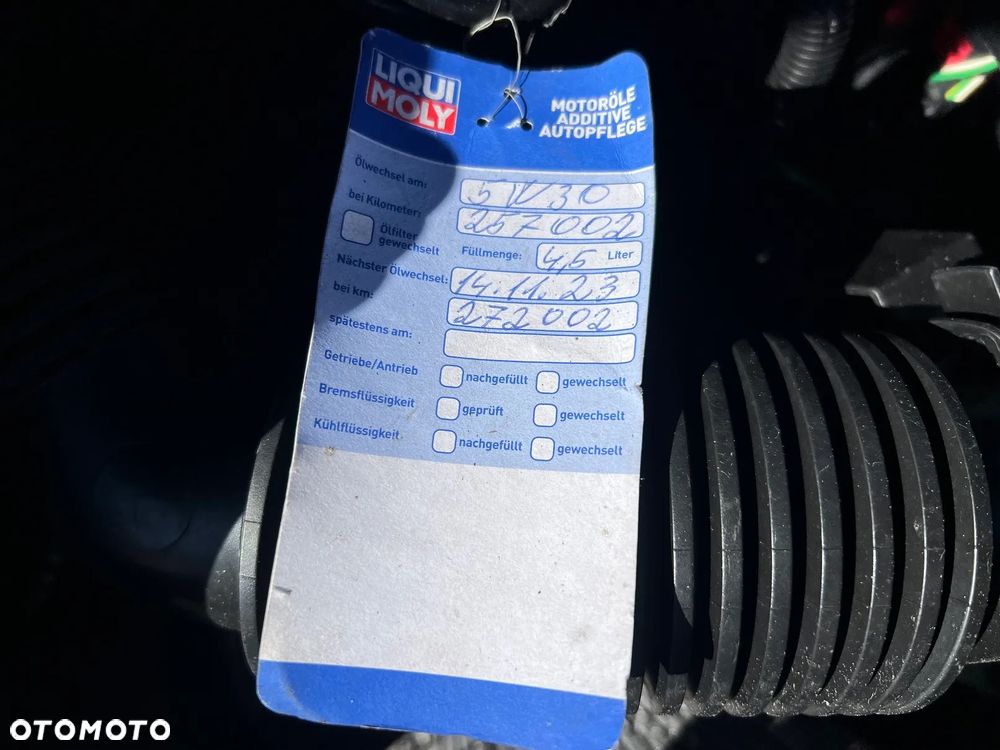 LIQUI
MOLY
MOTORÖLE
ADDITIVE
AUTOPFLEGE
Ölwechsel am: 5W30
bei Kilometer: 257002
Ölfilter
gewechselt
Füllmenge: 4,5 Liter
Nächster Ölwechsel: 14.11.23
bei km: 272002
spätestens am:
Getriebe/Antrieb nachgefüllt gewechselt
Bremsflüssigkeit geprüft gewechselt
Kühlflüssigkeit nachgefüllt gewechselt
OTOMOTO